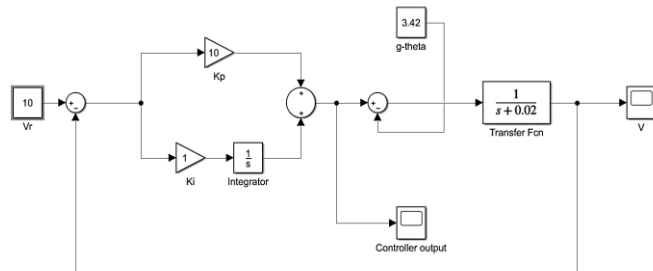 3.42
g-theta
10
Kp
10
Vr
+
−
+
+
+
−
1
s + 0.02
Transfer Fcn
V
1
Ki
1
s
Integrator
Controller output